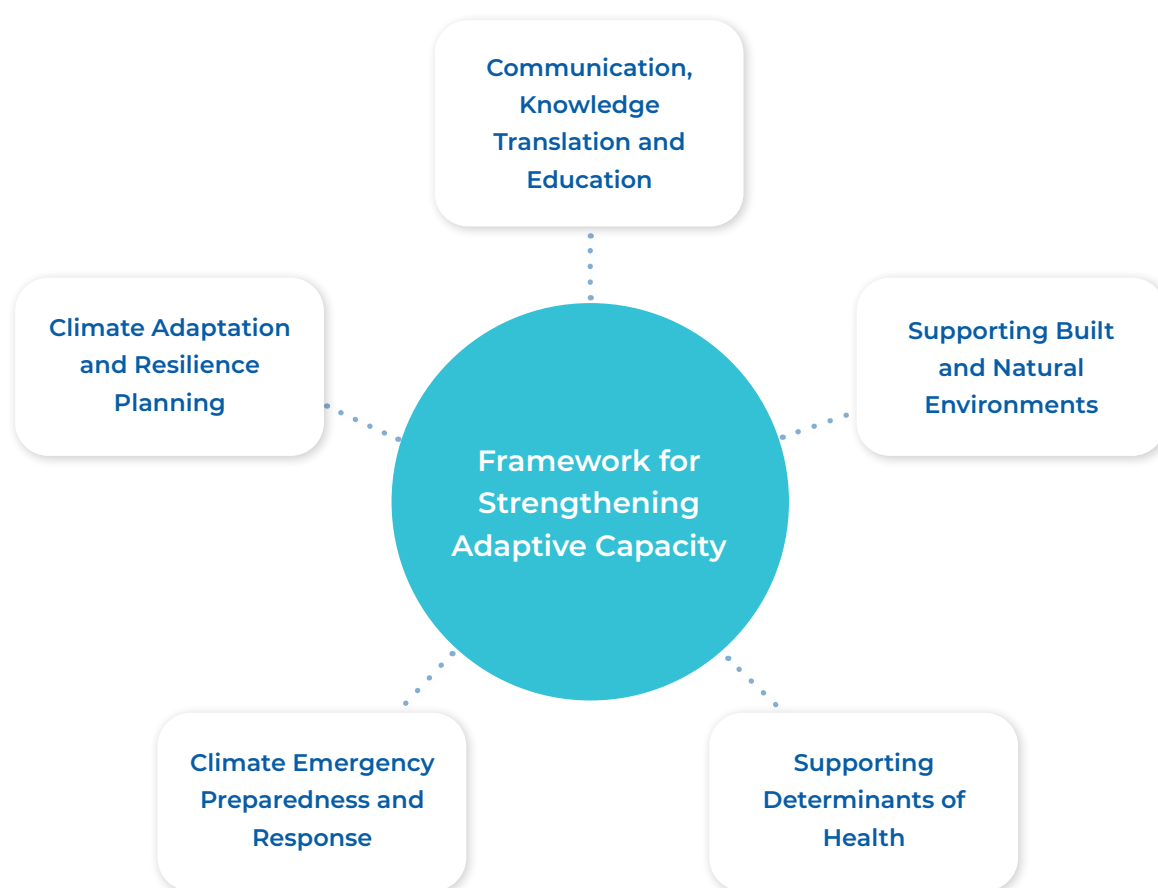 Communication,
Knowledge
Translation and
Education
Climate Adaptation
and Resilience
Planning
Supporting Built
and Natural
Environments
Framework for
Strengthening
Adaptive Capacity
Climate Emergency
Preparedness and
Response
Supporting
Determinants of
Health